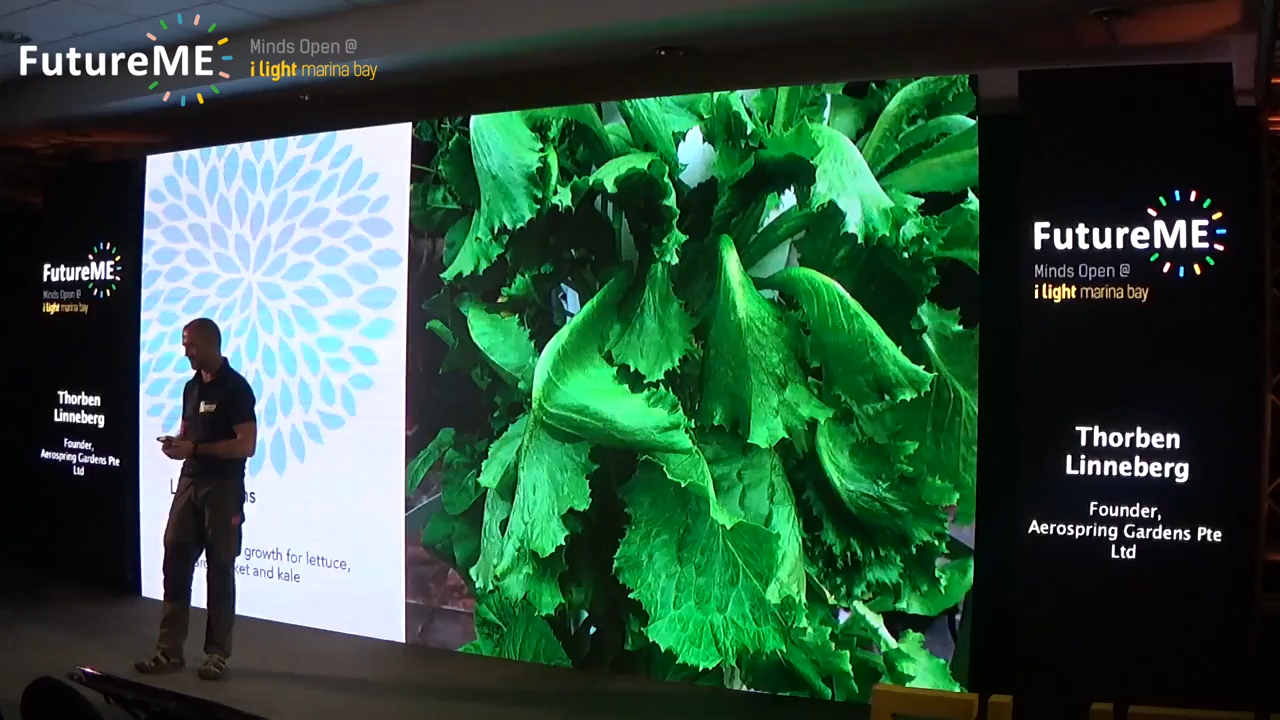 FutureME
Minds Open @
i light marina bay
FutureME
Minds Open @
i light marina bay
Thorben
Linneberg
Founder,
Aerospring Gardens Pte
Ltd
growth for lettuce,
and kale
FutureME
Minds Open @
i light marina bay
Thorben
Linneberg
Founder,
Aerospring Gardens Pte
Ltd